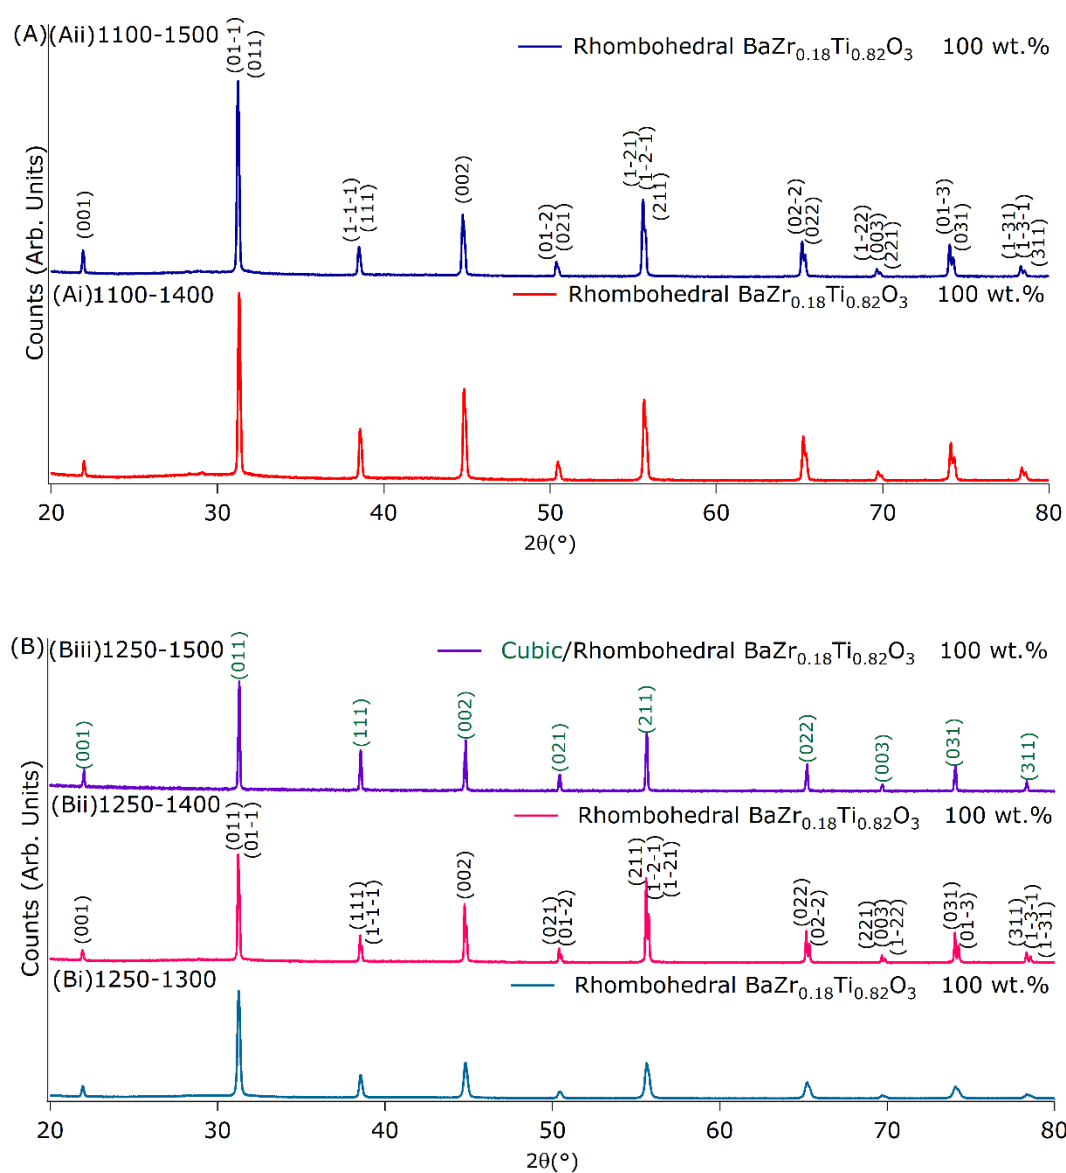 (A)
(Aii)1100-1500
Rhombohedral BaZr0.18Ti0.82O3 100 wt.%
(001)
(01-1)
(011)
(1-1-1)
(111)
(002)
(01-2)
(021)
(1-21)
(1-2-1)
(211)
(02-2)
(022)
(1-22)
(003)
(221)
(01-3)
(031)
(1-31)
(1-3-1)
(311)
Counts (Arb. Units)
(Ai)1100-1400
Rhombohedral BaZr0.18Ti0.82O3 100 wt.%
20 30 40 50 60 70 80
2θ(°)
(B)
(Biii)1250-1500
Cubic/Rhombohedral BaZr0.18Ti0.82O3 100 wt.%
(001)
(011)
(111)
(002)
(021)
(211)
(022)
(003)
(031)
(311)
Counts (Arb. Units)
(Bii)1250-1400
Rhombohedral BaZr0.18Ti0.82O3 100 wt.%
(001)
(011)
(01-1)
(111)
(1-1-1)
(002)
(021)
(01-2)
(211)
(1-2-1)
(1-21)
(022)
(02-2)
(221)
(003)
(1-22)
(031)
(01-3)
(311)
(1-3-1)
(1-31)
(Bi)1250-1300
Rhombohedral BaZr0.18Ti0.82O3 100 wt.%
20 30 40 50 60 70 80
2θ(°)